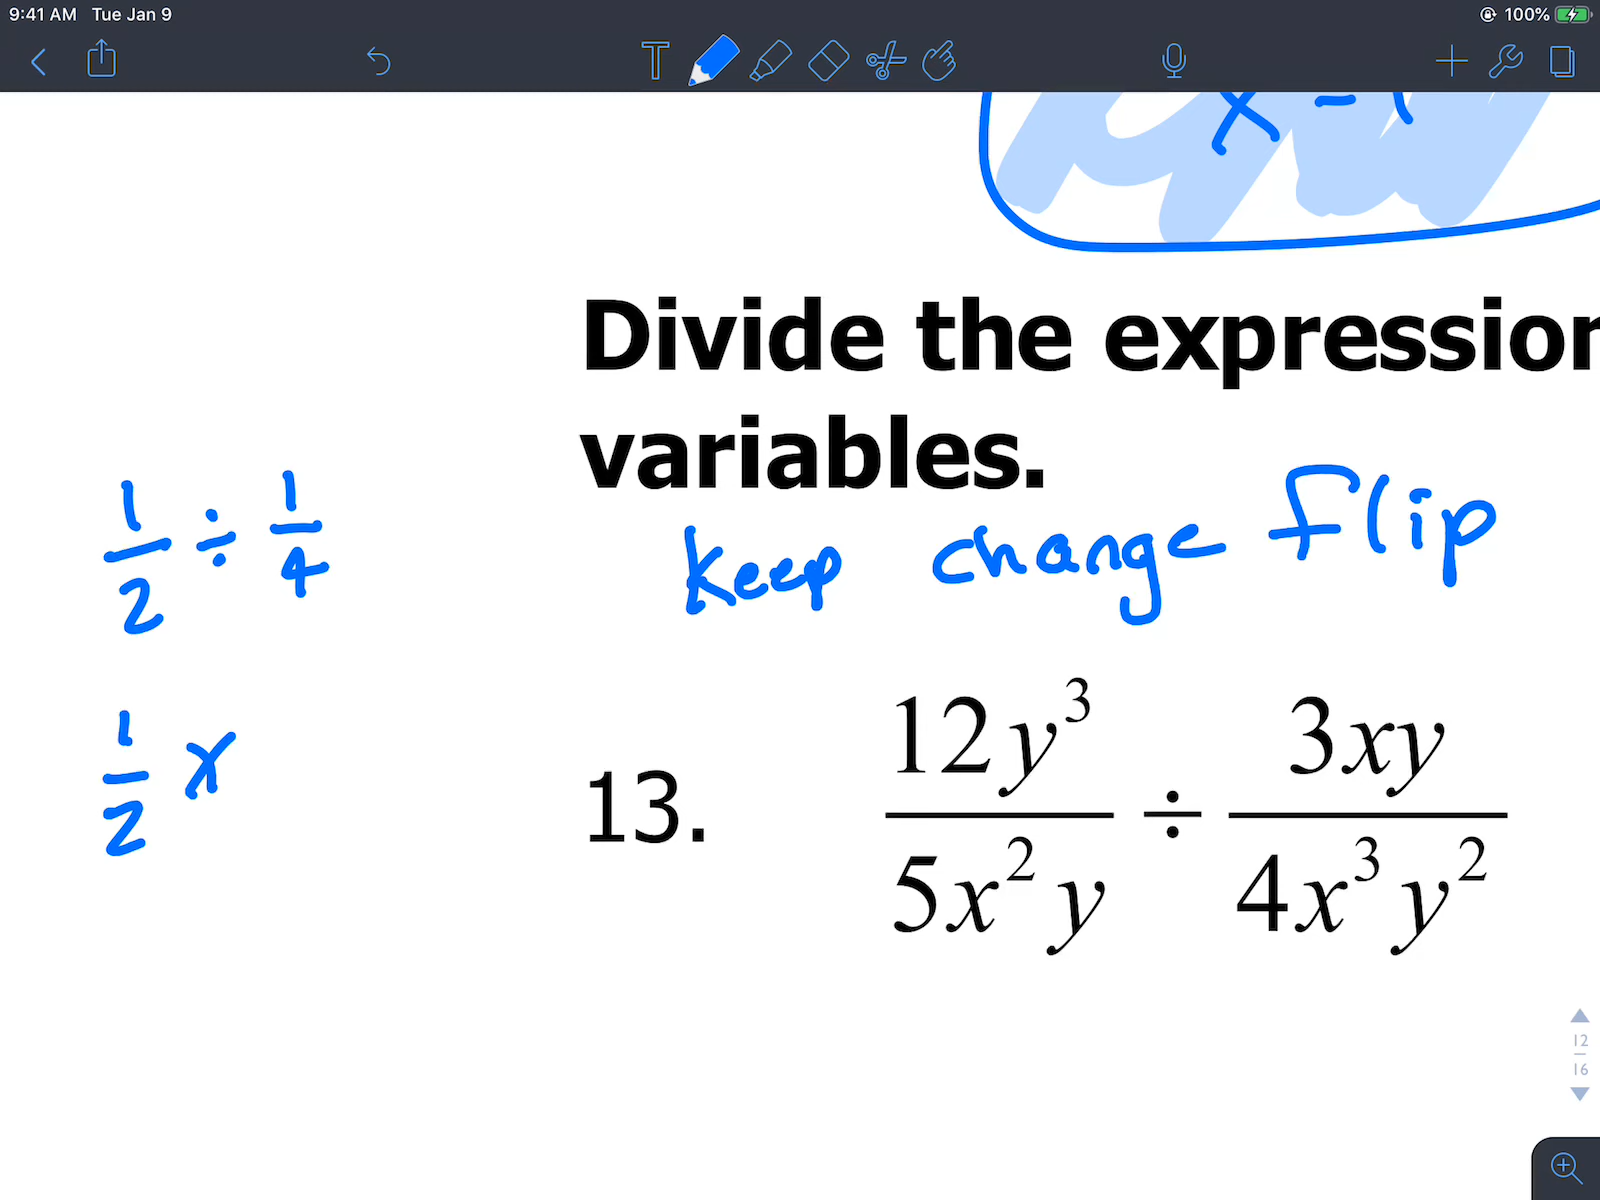 9:41 AM Tue Jan 9
100%
T
x - 
Divide the expression
variables.
keep change flip
1/2 ÷ 1/4
1/2 x
13. 12y³/5x²y ÷ 3xy/4x³y²
12
16